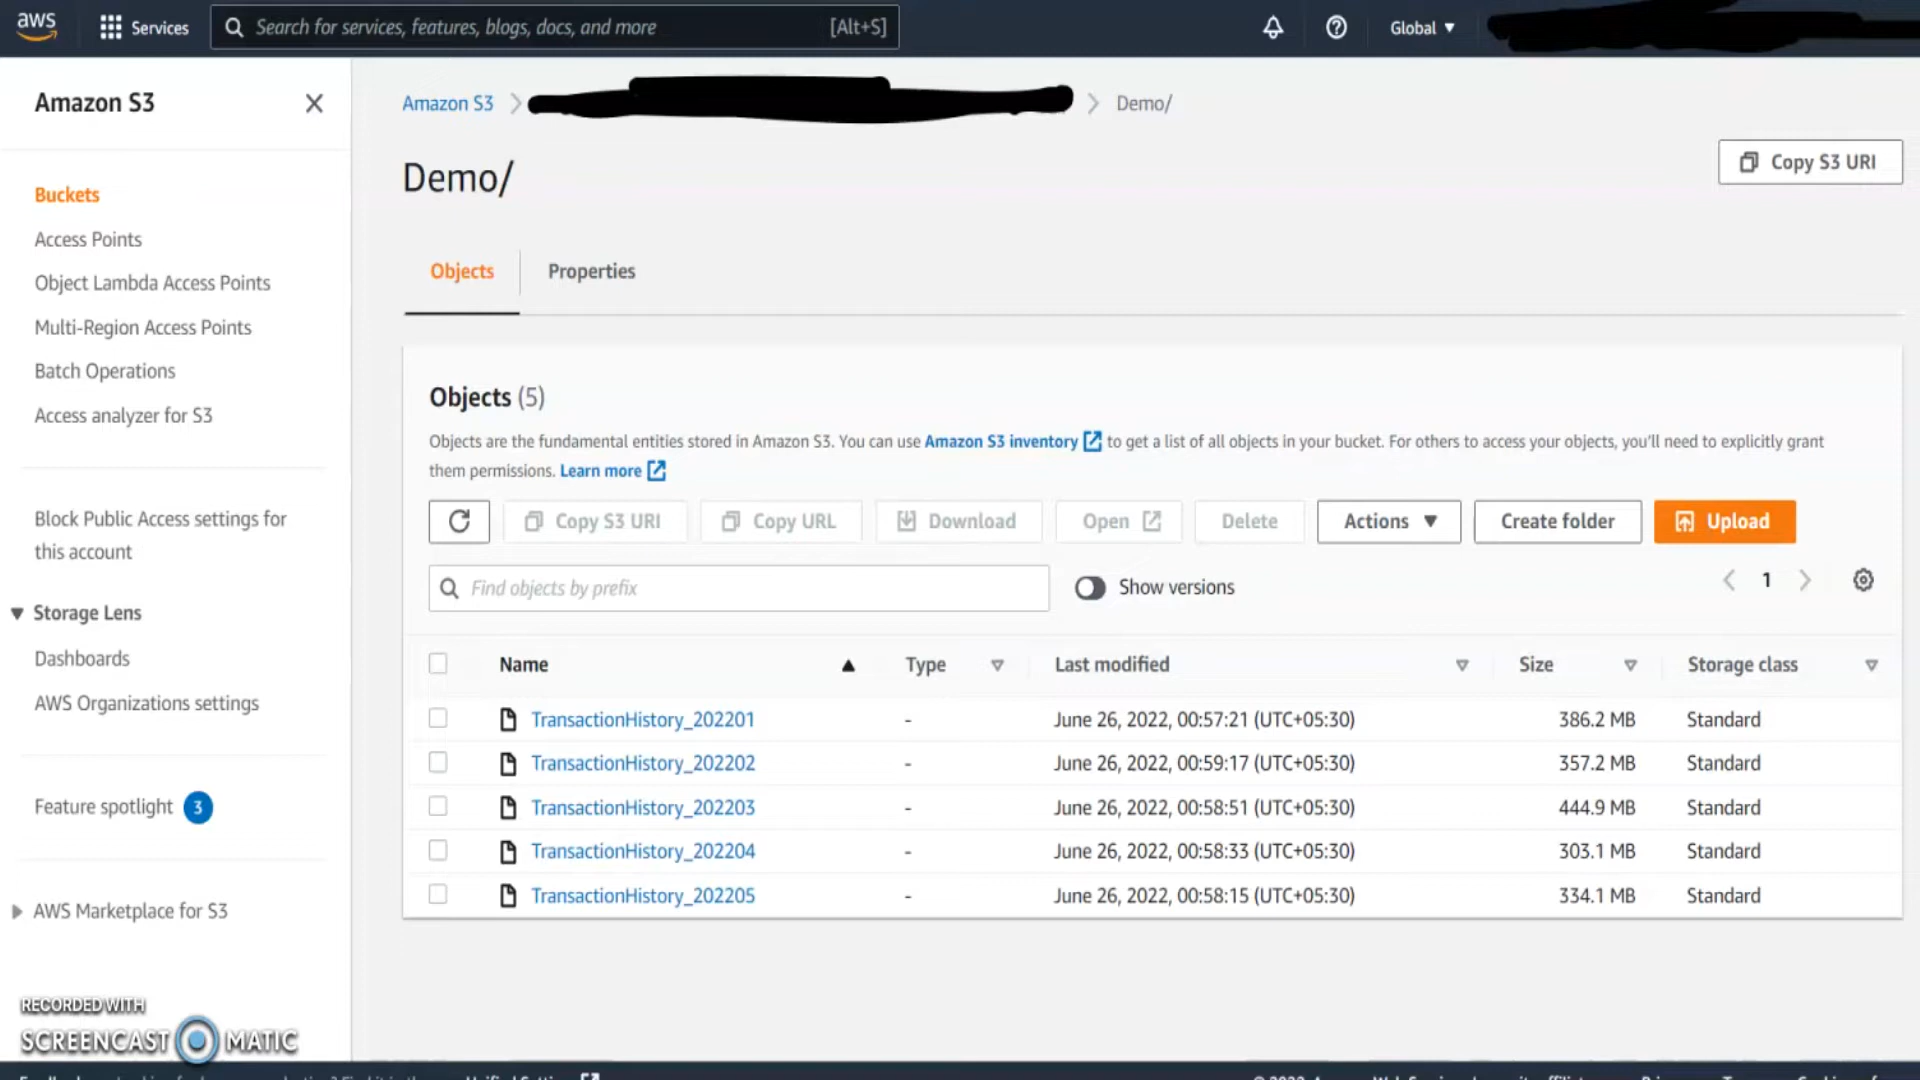 aws
Services
Search for services, features, blogs, docs, and more
[Alt+S]
Global ▼
Amazon S3
Amazon S3 > > Demo/
Demo/
Copy S3 URI
Buckets
Access Points
Object Lambda Access Points
Multi-Region Access Points
Batch Operations
Access analyzer for S3
Block Public Access settings for
this account
Storage Lens
Dashboards
AWS Organizations settings
Feature spotlight 3
AWS Marketplace for S3
Objects Properties
Objects (5)
Objects are the fundamental entities stored in Amazon S3. You can use Amazon S3 inventory to get a list of all objects in your bucket. For others to access your objects, you'll need to explicitly grant
them permissions. Learn more
Copy S3 URI Copy URL Download Open Delete Actions ▼ Create folder Upload
Find objects by prefix Show versions 1
Name Type Last modified Size Storage class
TransactionHistory_202201 - June 26, 2022, 00:57:21 (UTC+05:30) 386.2 MB Standard
TransactionHistory_202202 - June 26, 2022, 00:59:17 (UTC+05:30) 357.2 MB Standard
TransactionHistory_202203 - June 26, 2022, 00:58:51 (UTC+05:30) 444.9 MB Standard
TransactionHistory_202204 - June 26, 2022, 00:58:33 (UTC+05:30) 303.1 MB Standard
TransactionHistory_202205 - June 26, 2022, 00:58:15 (UTC+05:30) 334.1 MB Standard
RECORDED WITH
SCREENCAST MATIC